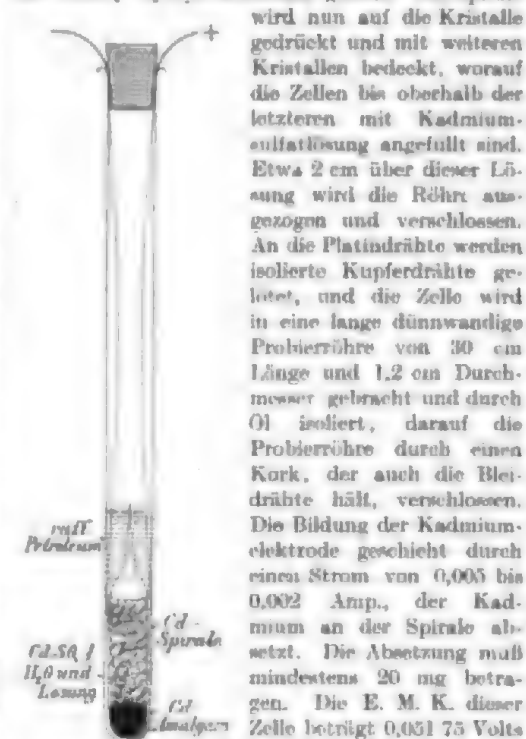 wird nun auf die Kristalle
gedrückt und mit weiteren
Kristallen bedeckt, worauf
die Zellen bis oberhalb der
letzteren mit Kadmium-
sulfatlösung angefüllt sind.
Etwa 2 cm über dieser Lö-
sung wird die Röhre aus-
gezogen und verschlossen.
An die Platindrähte werden
isolierte Kupferdrähte ge-
lötet, und die Zelle wird
in eine lange dünnwandige
Probierröhre von 30 cm
Länge und 1,2 cm Durch-
messer gebracht und durch
Öl isoliert, darauf die
Probierröhre durch einen
Kork, der auch die Blei-
drähte hält, verschlossen.
Die Bildung der Kadmium-
elektrode geschieht durch
einen Strom von 0,005 bis
0,002 Amp., der Kad-
mium an der Spirale ab-
setzt. Die Absetzung muß
mindestens 20 mg betra-
gen. Die E. M. K. dieser
Zelle beträgt 0,051 75 Volts
+
raff
Petroleum
Cd-
Spirale
H₂O und
Lösung
Cd
Amalgam